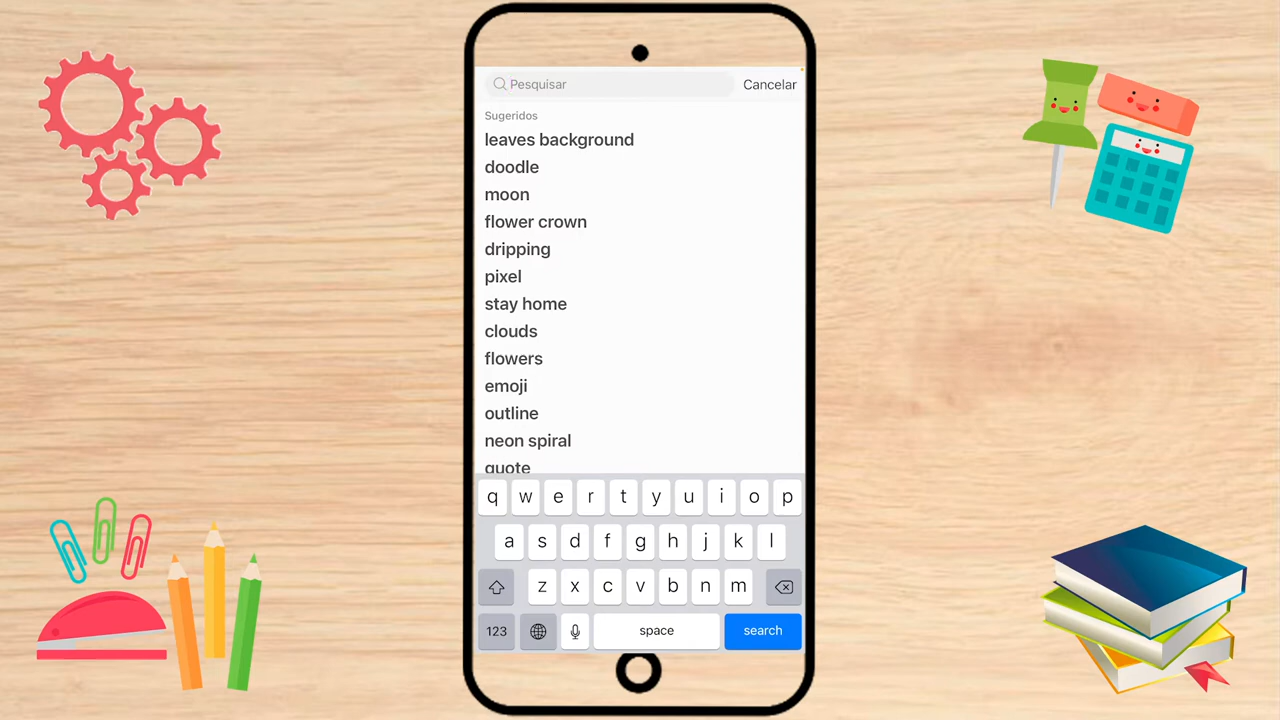 Pesquisar Cancelar
Sugeridos
leaves background
doodle
moon
flower crown
dripping
pixel
stay home
clouds
flowers
emoji
outline
neon spiral
quote
q w e r t y u i o p
a s d f g h j k l
z x c v b n m
123 space search